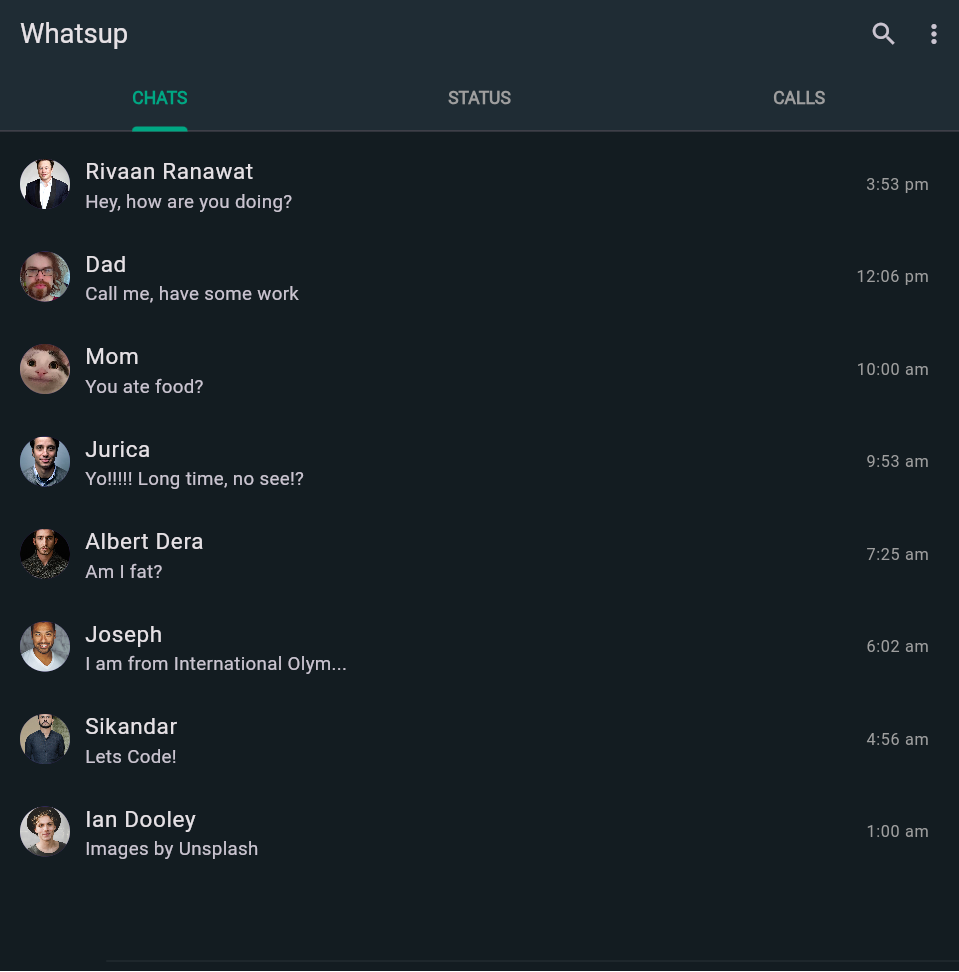 Whatsup
CHATS STATUS CALLS
Rivaan Ranawat
Hey, how are you doing?
3:53 pm
Dad
Call me, have some work
12:06 pm
Mom
You ate food?
10:00 am
Jurica
Yo!!!!! Long time, no see!?
9:53 am
Albert Dera
Am I fat?
7:25 am
Joseph
I am from International Olym...
6:02 am
Sikandar
Lets Code!
4:56 am
Ian Dooley
Images by Unsplash
1:00 am